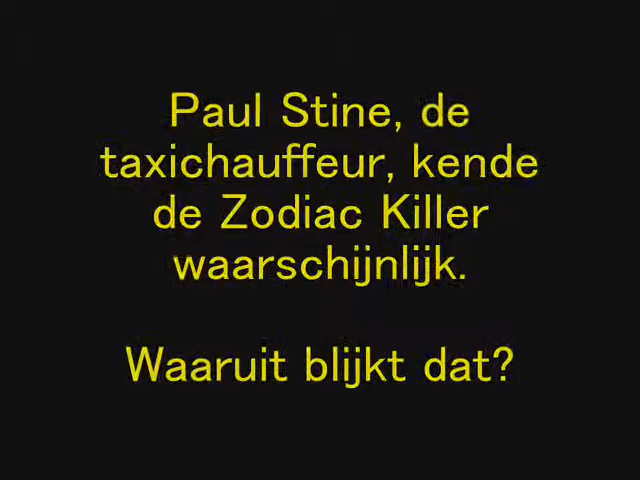 Paul Stine, de
taxichauffeur, kende
de Zodiac Killer
waarschijnlijk.
Waaruit blijkt dat?